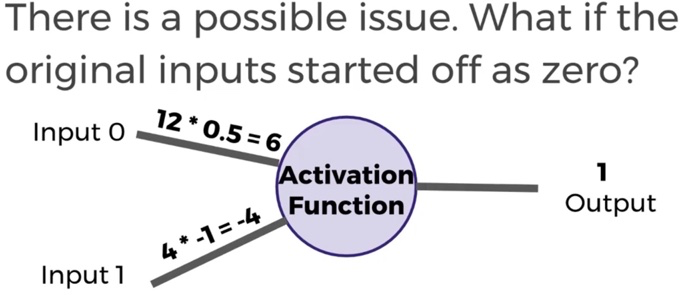 There is a possible issue. What if the
original inputs started off as zero?
Input 0
12 * 0.5 = 6
Activation
Function
1
Output
4 * -1 = -4
Input 1